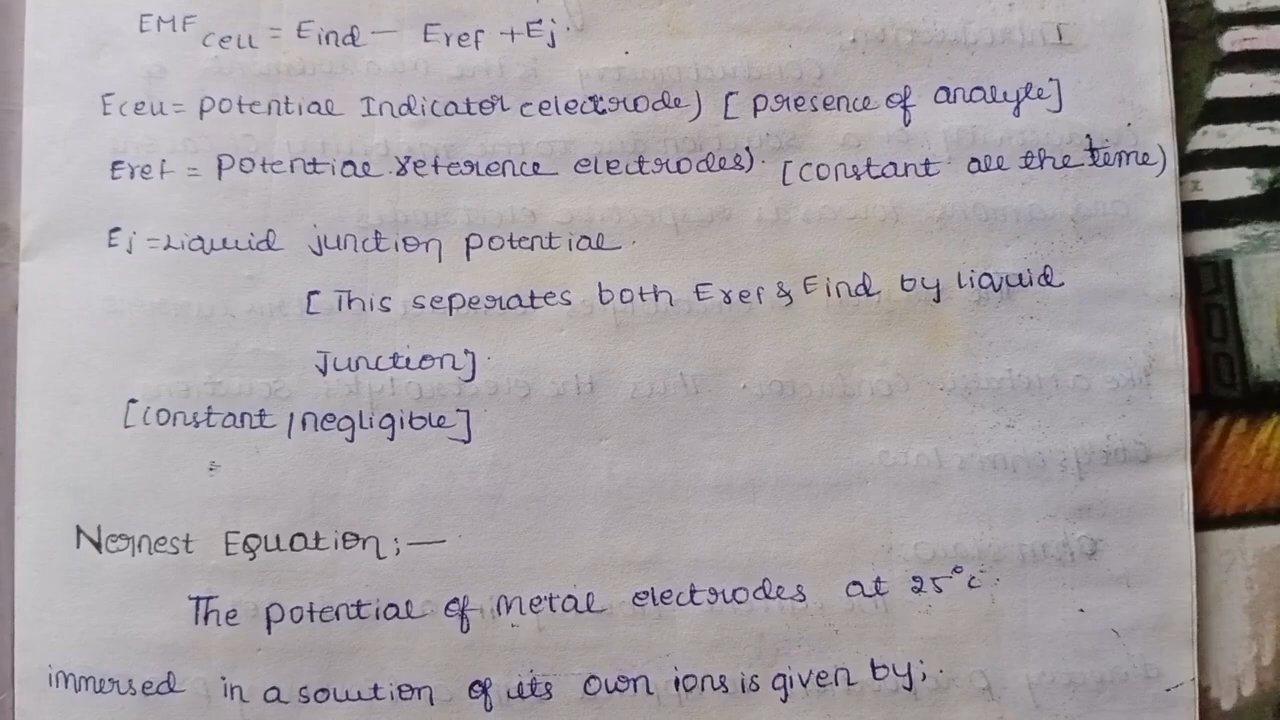 EMF cell = Eind - Eref + Ej.
Ecell = potential Indicator celectrode) [presence of analyte]
Eref = Potential reference electrodes). [constant all the time)
Ej = Liquid junction potential.
[This seperates both Eref & Eind, by liquid
Junction].
[constant / negligible]
Nernest Equation:-
The potential of metal electrodes at 25°C.
immersed in a solution of its own ions is given by;